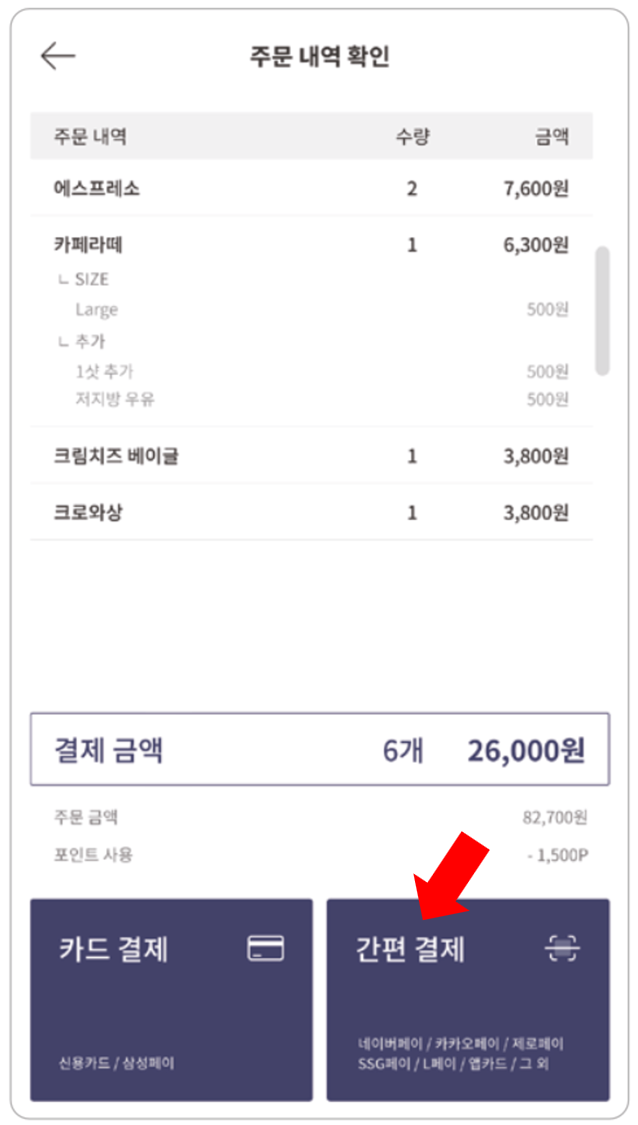 주문 내역 확인
주문 내역 수량 금액
에스프레소 2 7,600원
카페라떼 1 6,300원
ㄴ SIZE
Large 500원
ㄴ 추가
1샷 추가 500원
저지방 우유 500원
크림치즈 베이글 1 3,800원
크로와상 1 3,800원
결제 금액 6개 26,000원
주문 금액 82,700원
포인트 사용 - 1,500P
카드 결제
신용카드 / 삼성페이
간편 결제
네이버페이 / 카카오페이 / 제로페이
SSG페이 / L페이 / 앱카드 / 그 외